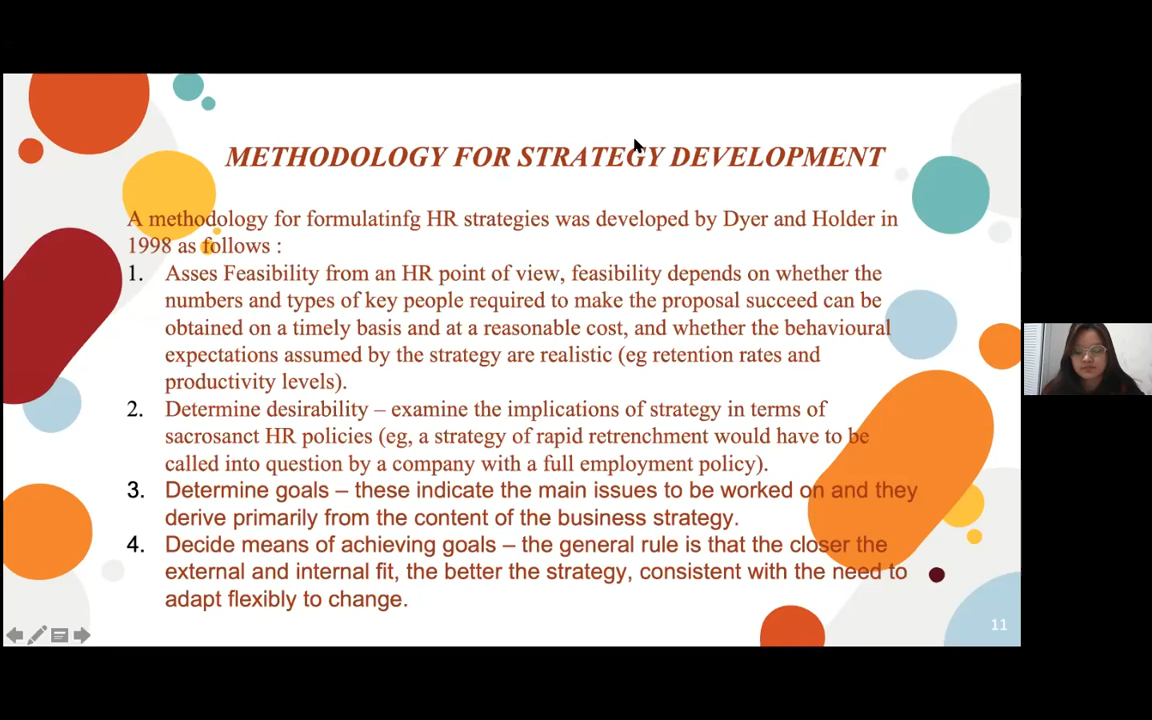 METHODOLOGY FOR STRATEGY DEVELOPMENT
A methodology for formulatinfg HR strategies was developed by Dyer and Holder in
1998 as follows :
1. Asses Feasibility from an HR point of view, feasibility depends on whether the
numbers and types of key people required to make the proposal succeed can be
obtained on a timely basis and at a reasonable cost, and whether the behavioural
expectations assumed by the strategy are realistic (eg retention rates and
productivity levels).
2. Determine desirability – examine the implications of strategy in terms of
sacrosanct HR policies (eg, a strategy of rapid retrenchment would have to be
called into question by a company with a full employment policy).
3. Determine goals – these indicate the main issues to be worked on and they
derive primarily from the content of the business strategy.
4. Decide means of achieving goals – the general rule is that the closer the
external and internal fit, the better the strategy, consistent with the need to
adapt flexibly to change.
11